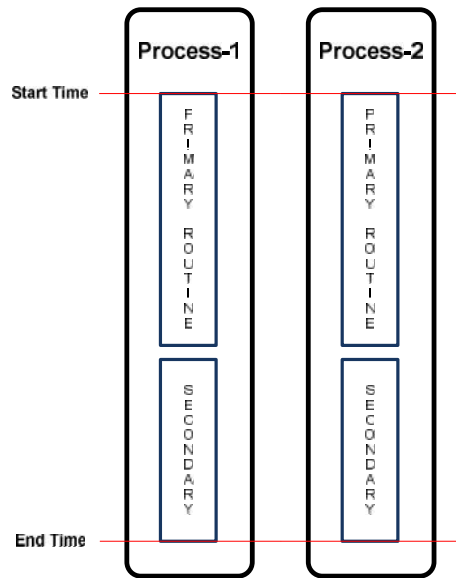 Process-1
Process-2
Start Time
PRIMARY ROUTINE
PRIMARY ROUTINE
SECONDARY
SECONDARY
End Time